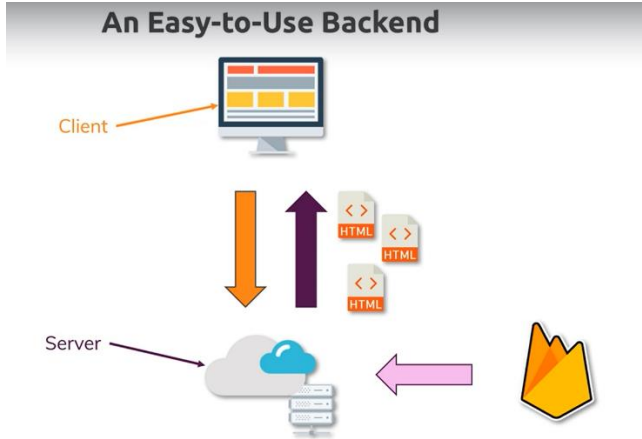 An Easy-to-Use Backend
Client
< >
HTML
< >
HTML
< >
HTML
Server